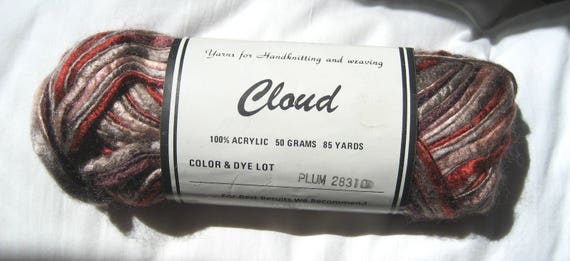 Yarns for Handknitting and weaving
Cloud
100% ACRYLIC 50 GRAMS 85 YARDS
COLOR & DYE LOT
PLUM 2831
For Best Results We Recommend